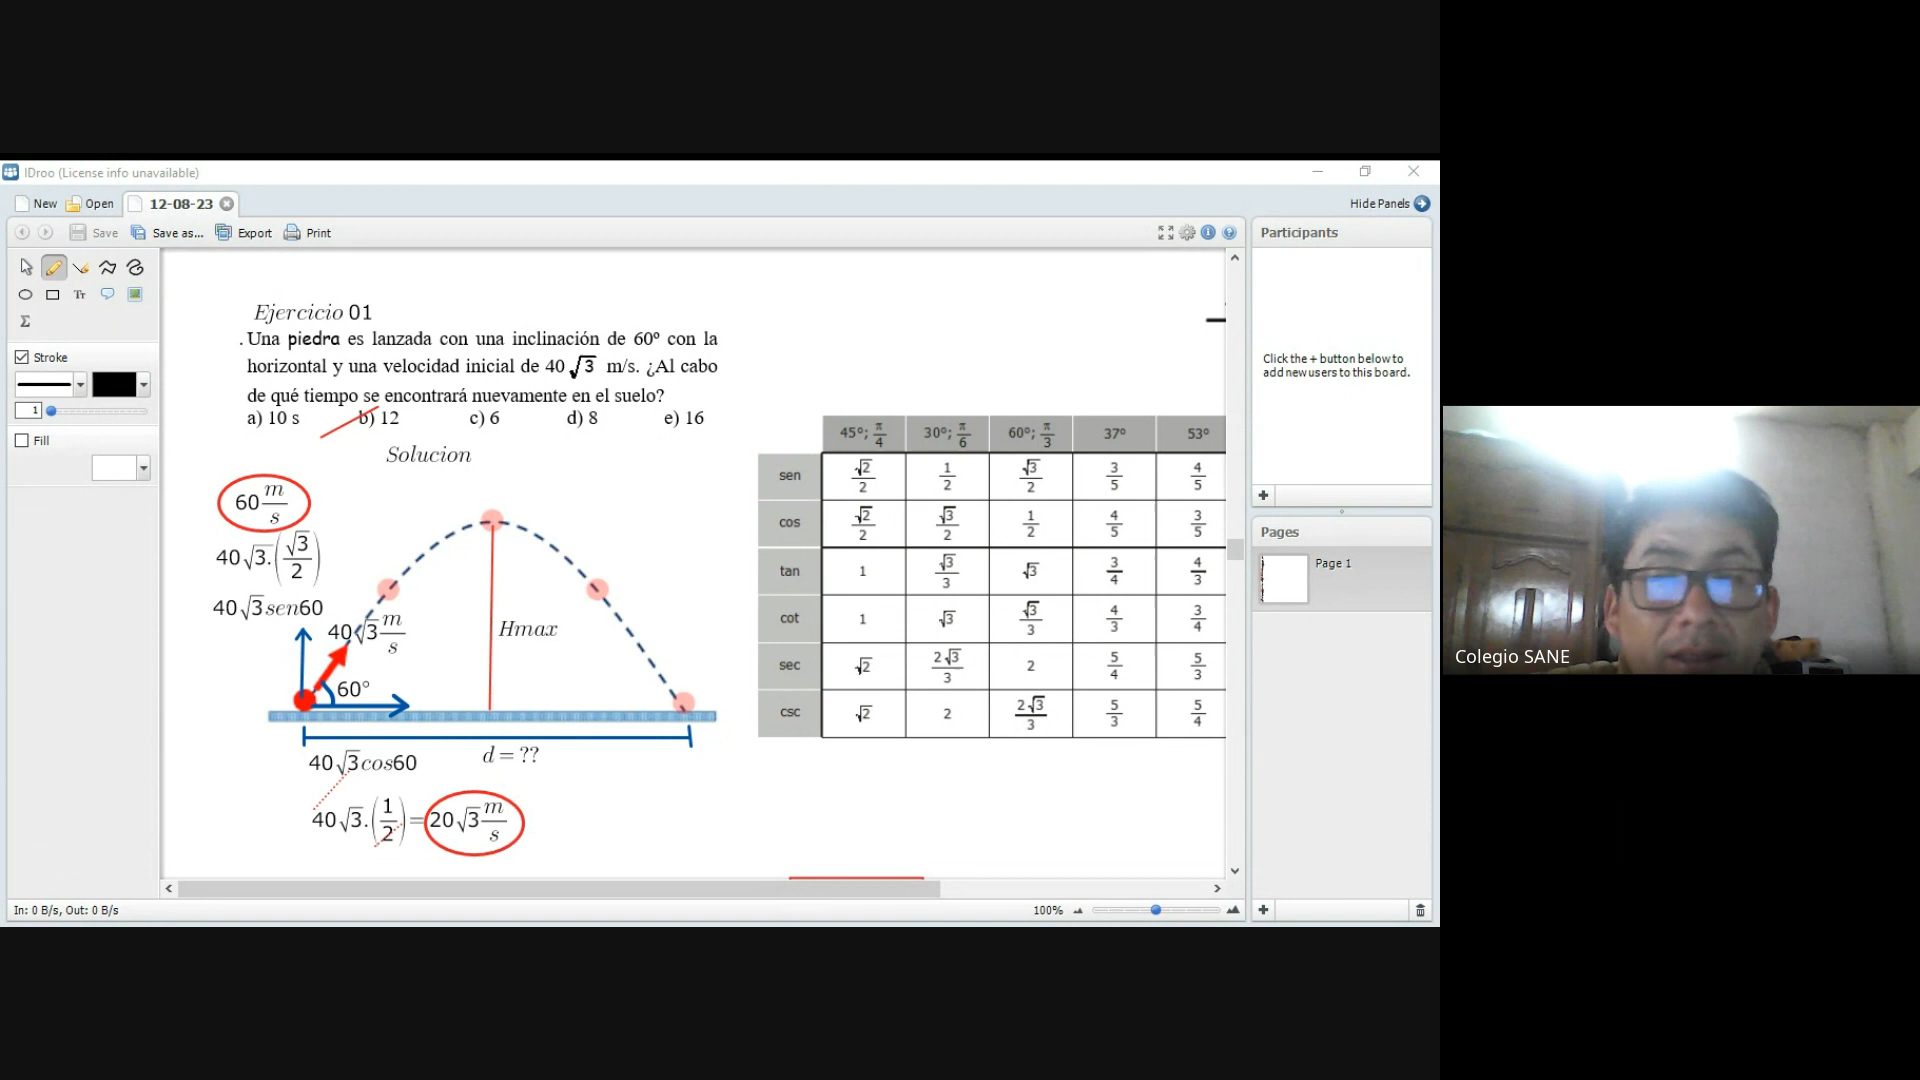 IDroo (License info unavailable)
New Open 12-08-23 Hide Panels
Save Save as... Export Print
Participants
Click the + button below to
add new users to this board.
Pages
Page 1
Tr
Σ
Stroke
1
Fill
Ejercicio 01
. Una piedra es lanzada con una inclinación de 60º con la
horizontal y una velocidad inicial de 40 √3 m/s. ¿Al cabo
de qué tiempo se encontrará nuevamente en el suelo?
a) 10 s b) 12 c) 6 d) 8 e) 16
Solucion
60 m/s
40√3.(√3/2)
40√3sen60
40√3 m/s
60°
Hmax
d = ??
40√3cos60
40√3.(1/2) = 20√3 m/s
45º; π/4 30º; π/6 60º; π/3 37º 53º
sen √2/2 1/2 √3/2 3/5 4/5
cos √2/2 √3/2 1/2 4/5 3/5
tan 1 √3/3 √3 3/4 4/3
cot 1 √3 √3/3 4/3 3/4
sec √2 2√3/3 2 5/4 5/3
csc √2 2 2√3/3 5/3 5/4
In: 0 B/s, Out: 0 B/s
100%
Colegio SANE